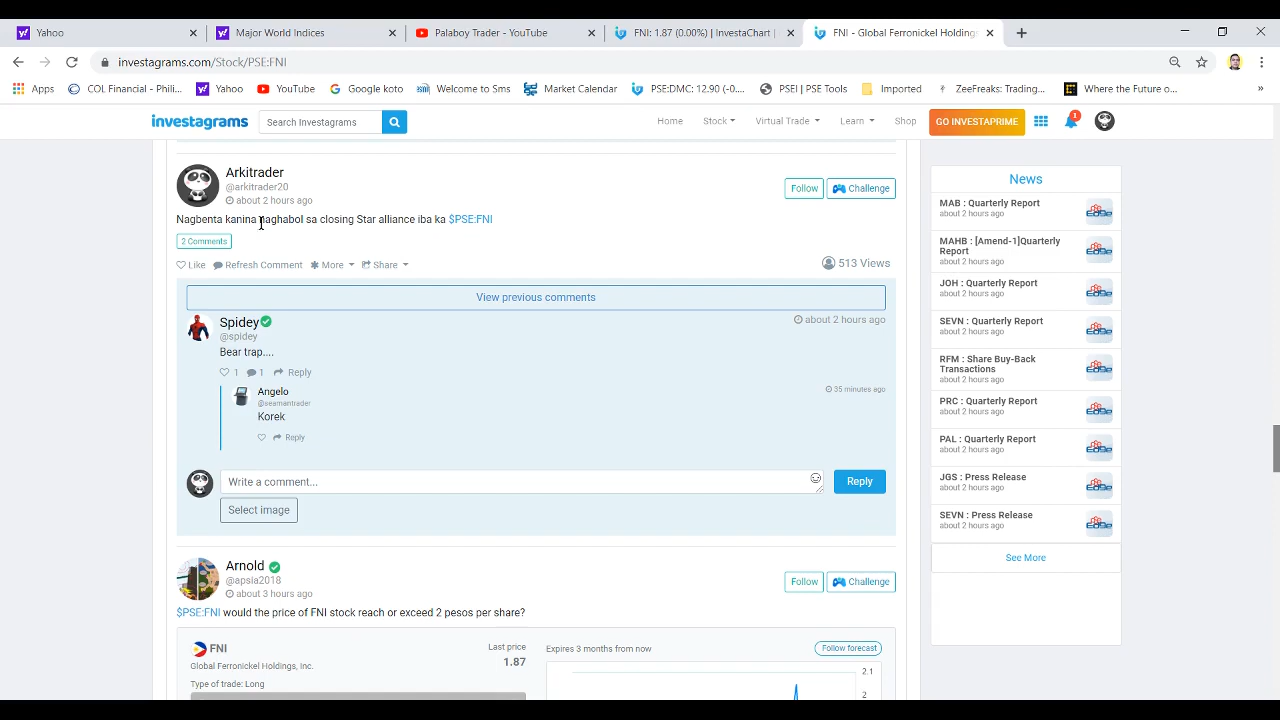 Yahoo
Major World Indices
Palaboy Trader - YouTube
FNI: 1.87 (0.00%) | InvestaChart |
FNI - Global Ferronickel Holdings,
investagrams.com/Stock/PSE:FNI
Apps
COL Financial - Phili...
Yahoo
YouTube
Google koto
Welcome to Sms
Market Calendar
PSE:DMC: 12.90 (-0...
PSEI | PSE Tools
Imported
ZeeFreaks: Trading...
Where the Future o...
»
investagrams
Search Investagrams
Home
Stock
Virtual Trade
Learn
Shop
GO INVESTAPRIME
1
Arkitrader
@arkitrader20
about 2 hours ago
Follow
Challenge
Nagbenta kanina naghabol sa closing Star alliance iba ka $PSE:FNI
2 Comments
Like Refresh Comment More Share
513 Views
View previous comments
Spidey
about 2 hours ago
@spidey
Bear trap....
1 1 Reply
Angelo
35 minutes ago
@seamantrader
Korek
Reply
Write a comment...
Reply
Select image
Arnold
@apsia2018
about 3 hours ago
Follow
Challenge
$PSE:FNI would the price of FNI stock reach or exceed 2 pesos per share?
FNI
Global Ferronickel Holdings, Inc.
Type of trade: Long
Last price
1.87
Expires 3 months from now
Follow forecast
2.1
2
News
MAB : Quarterly Report
about 2 hours ago
MAHB : [Amend-1]Quarterly
Report
about 2 hours ago
JOH : Quarterly Report
about 2 hours ago
SEVN : Quarterly Report
about 2 hours ago
RFM : Share Buy-Back
Transactions
about 2 hours ago
PRC : Quarterly Report
about 2 hours ago
PAL : Quarterly Report
about 2 hours ago
JGS : Press Release
about 2 hours ago
SEVN : Press Release
about 2 hours ago
See More